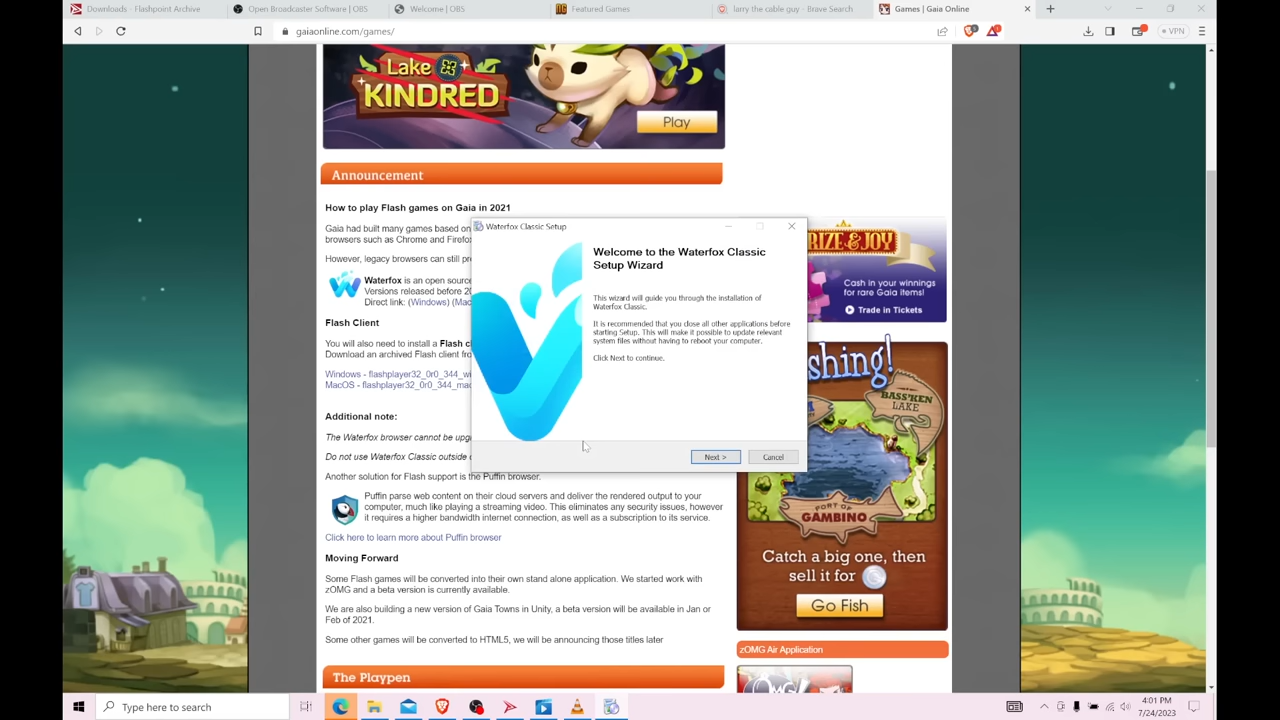 Downloads · Flashpoint Archive
Open Broadcaster Software | OBS
Welcome | OBS
Featured Games
larry the cable guy - Brave Search
Games | Gaia Online
gaiaonline.com/games/
VPN
Lake
KINDRED
Play
Announcement
How to play Flash games on Gaia in 2021
Gaia had built many games based on
browsers such as Chrome and Firefox
However, legacy browsers can still
Waterfox is an open source
Versions released before
Direct link: (Windows)
Flash Client
You will also need to install a Flash
Download an archived Flash client from
Windows - flashplayer32_0r0_344_
MacOS - flashplayer32_0r0_344_
Additional note:
The Waterfox browser cannot be
Do not use Waterfox Classic outside
Another solution for Flash support is the Puffin browser.
Puffin parse web content on their cloud servers and deliver the rendered output to your
computer, much like playing a streaming video. This eliminates any security issues, however
it requires a higher bandwidth internet connection, as well as a subscription to its service.
Click here to learn more about Puffin browser
Moving Forward
Some Flash games will be converted into their own stand alone application. We started work with
zOMG and a beta version is currently available.
We are also building a new version of Gaia Towns in Unity, a beta version will be available in Jan or
Feb of 2021.
Some other games will be converted to HTML5, we will be announcing those titles later
The Playpen
Waterfox Classic Setup
Welcome to the Waterfox Classic
Setup Wizard
This wizard will guide you through the installation of
Waterfox Classic.
It is recommended that you close all other applications before
starting Setup. This will make it possible to update relevant
system files without having to reboot your computer.
Click Next to continue.
Next >
Cancel
RIZE & JOY
Cash in your winnings
for rare Gaia items!
Trade in Tickets
shing!
BASS'KEN
LAKE
PORT OF
GAMBINO
Catch a big one, then
sell it for
Go Fish
zOMG Air Application
Type here to search
4:01 PM
7/24/2023